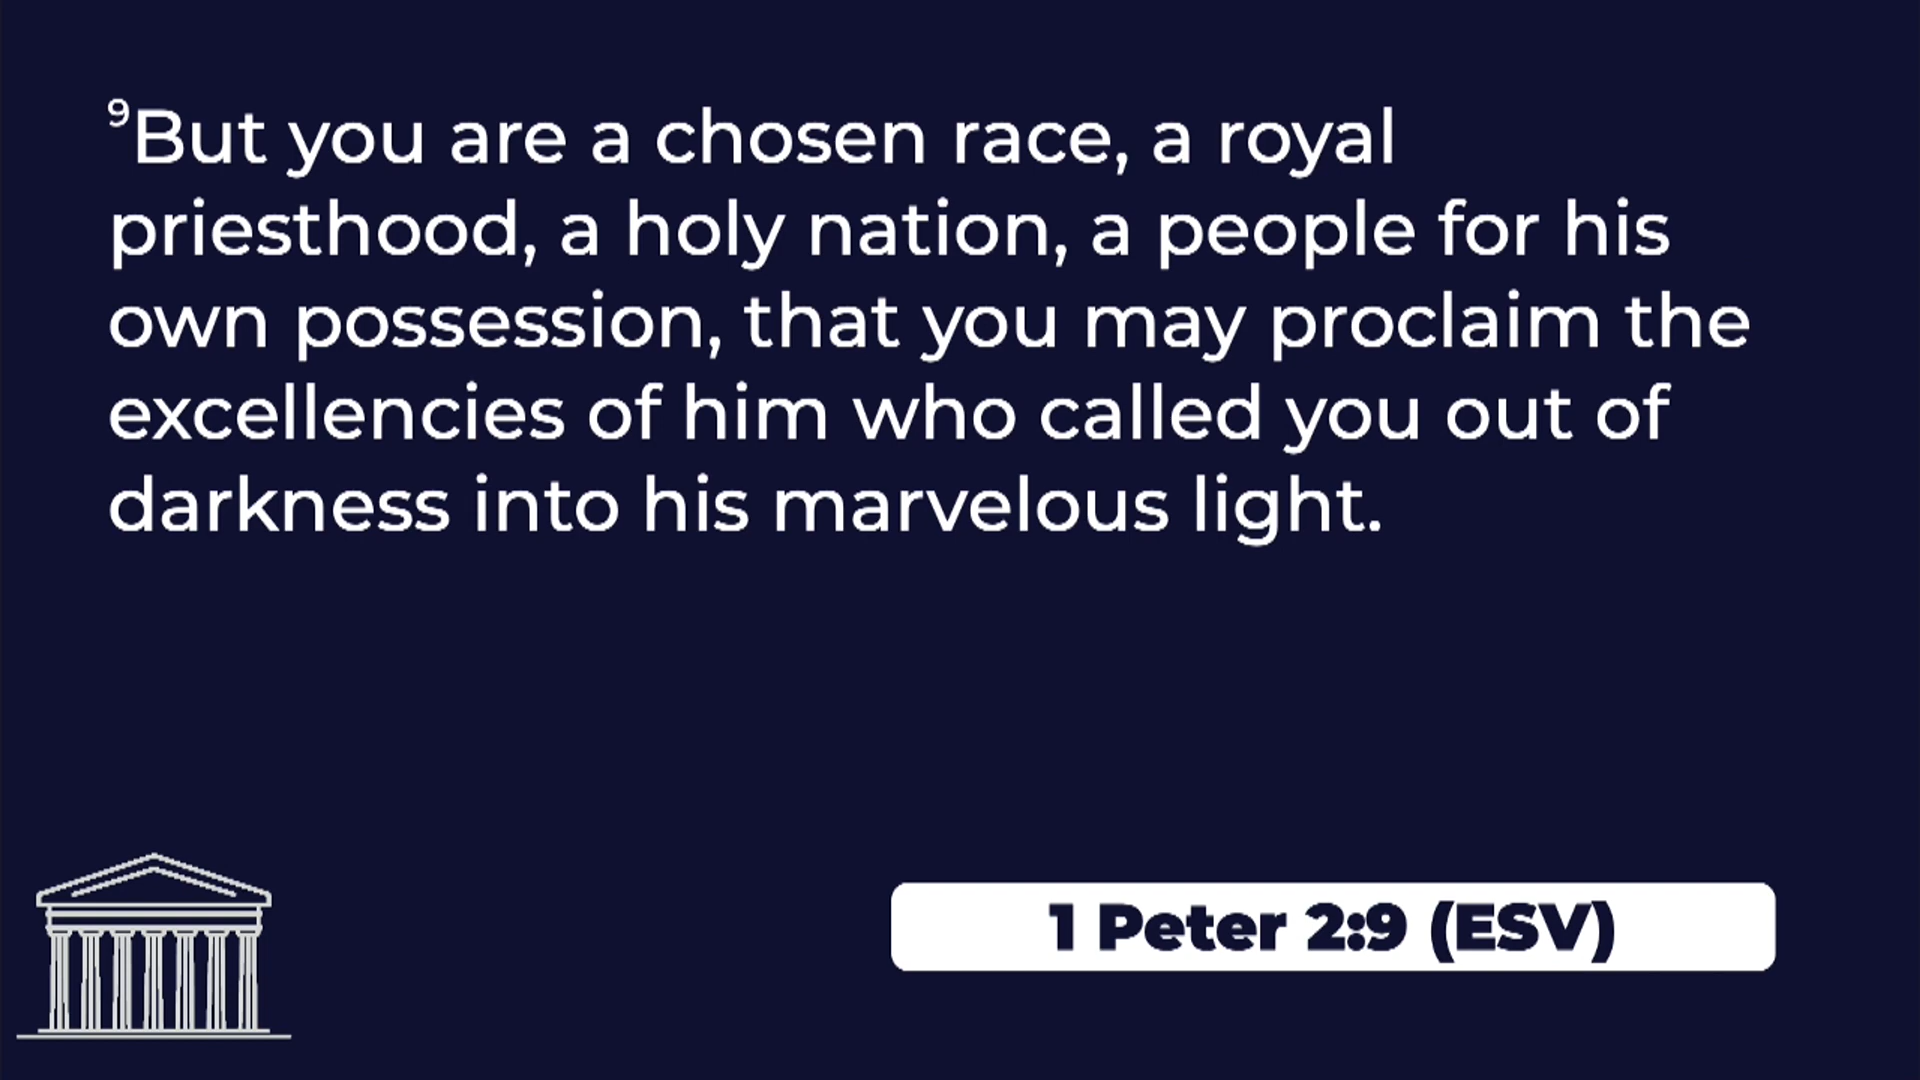 ⁹But you are a chosen race, a royal
priesthood, a holy nation, a people for his
own possession, that you may proclaim the
excellencies of him who called you out of
darkness into his marvelous light.
1 Peter 2:9 (ESV)